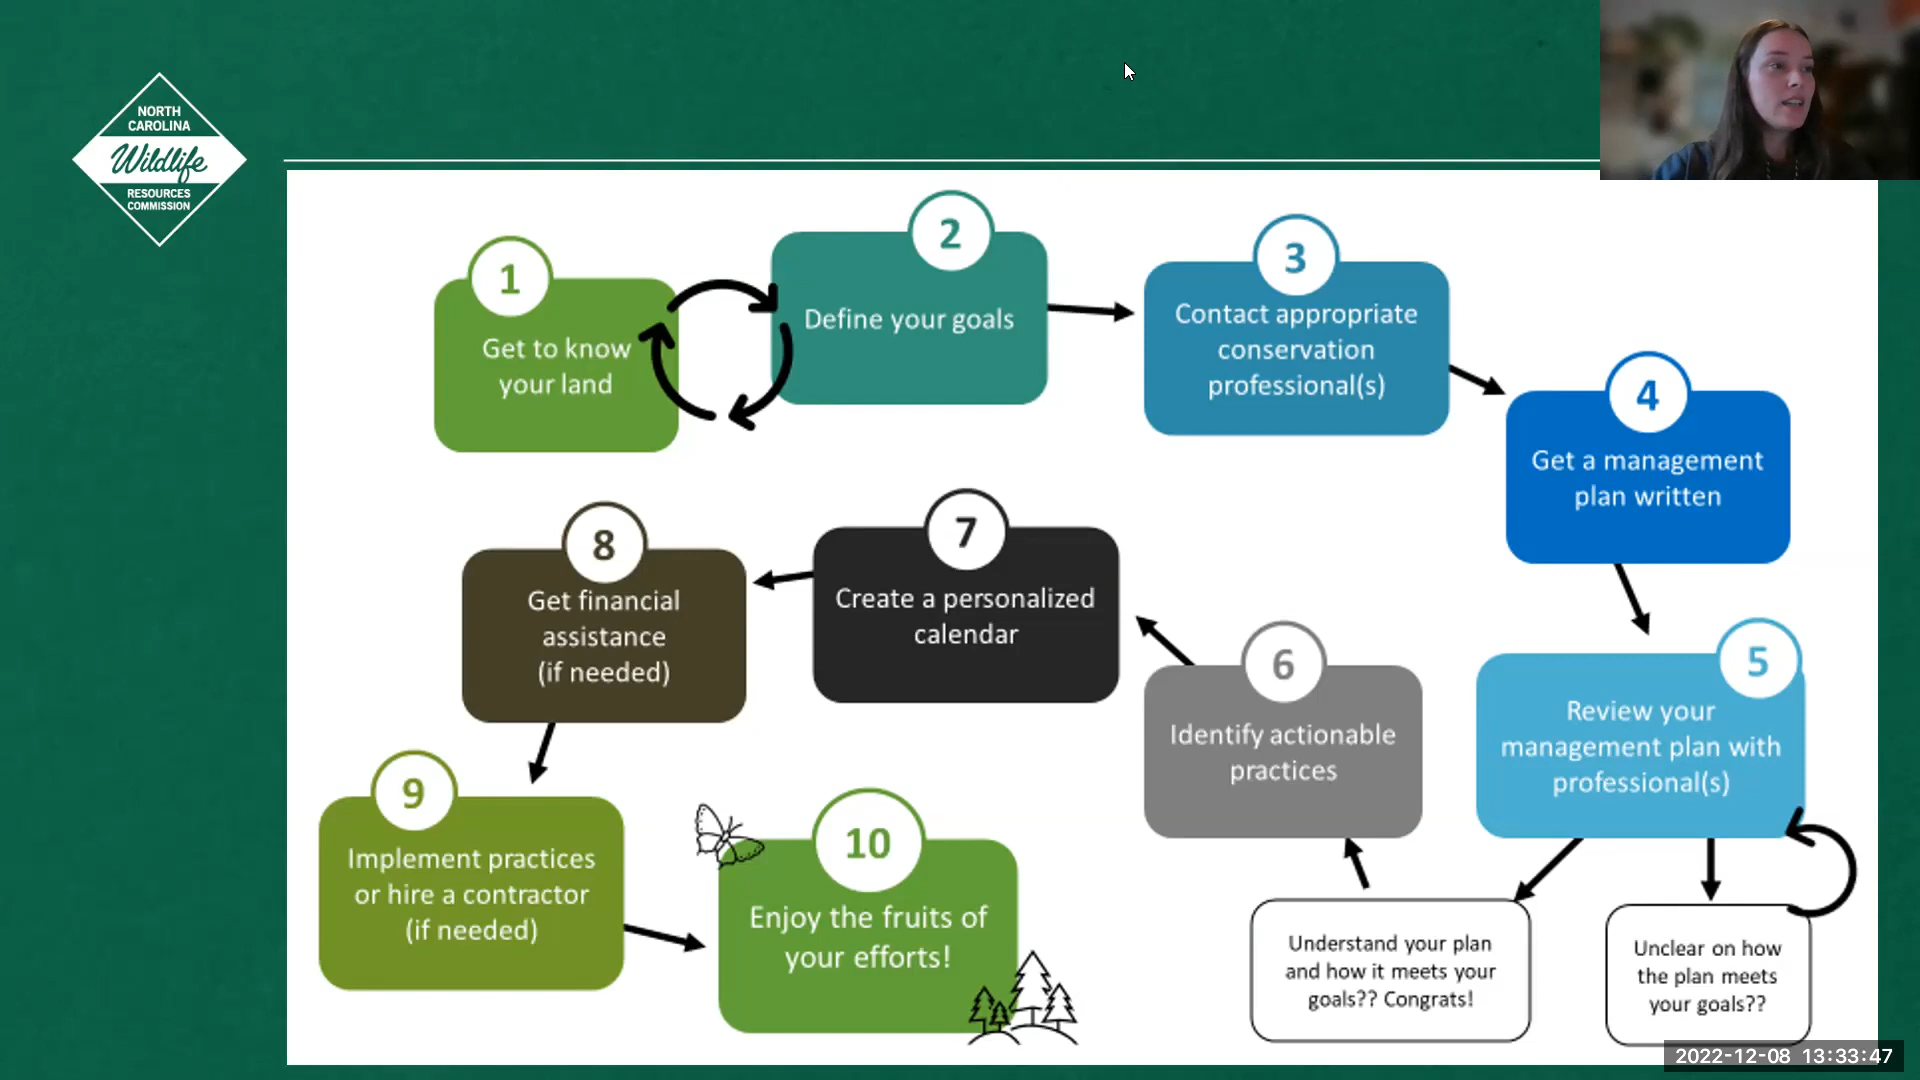 NORTH
CAROLINA
Wildlife
RESOURCES
COMMISSION
1
Get to know
your land
2
Define your goals
3
Contact appropriate
conservation
professional(s)
4
Get a management
plan written
5
Review your
management plan with
professional(s)
Understand your plan
and how it meets your
goals?? Congrats!
Unclear on how
the plan meets
your goals??
6
Identify actionable
practices
7
Create a personalized
calendar
8
Get financial
assistance
(if needed)
9
Implement practices
or hire a contractor
(if needed)
10
Enjoy the fruits of
your efforts!
2022-12-08 13:33:47